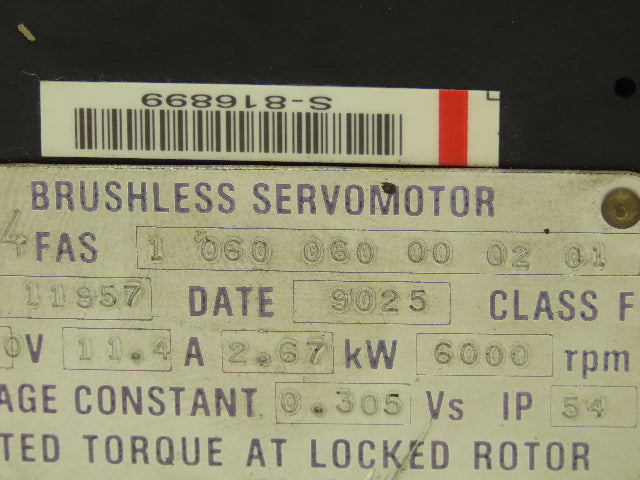 S-816899
BRUSHLESS SERVOMOTOR
4 FAS 1 060 060 00 02 01
11957 DATE 9025 CLASS F
0V 11.4 A 2.67 kW 6000 rpm
AGE CONSTANT 0.305 Vs IP 54
TED TORQUE AT LOCKED ROTOR